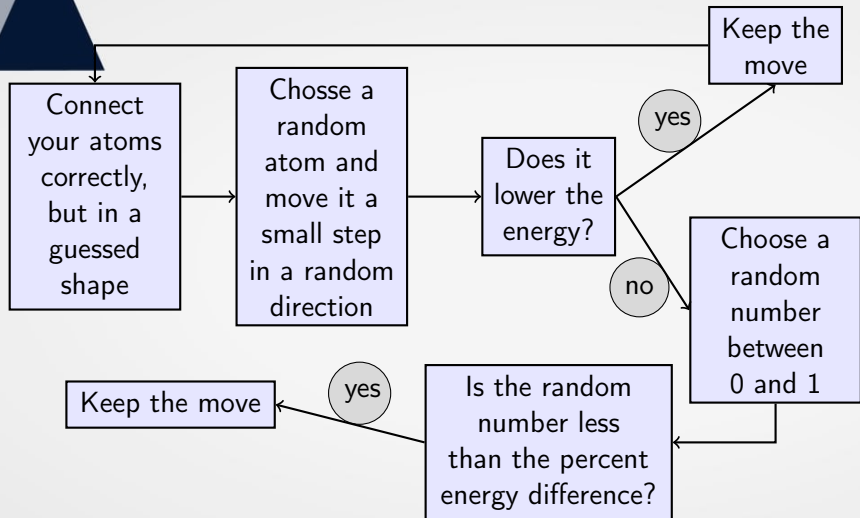 Keep the
move
Connect
your atoms
correctly,
but in a
guessed
shape
Chosse a
random
atom and
move it a
small step
in a random
direction
Does it
lower the
energy?
yes
no
Choose a
random
number
between
0 and 1
Is the random
number less
than the percent
energy difference?
yes
Keep the move